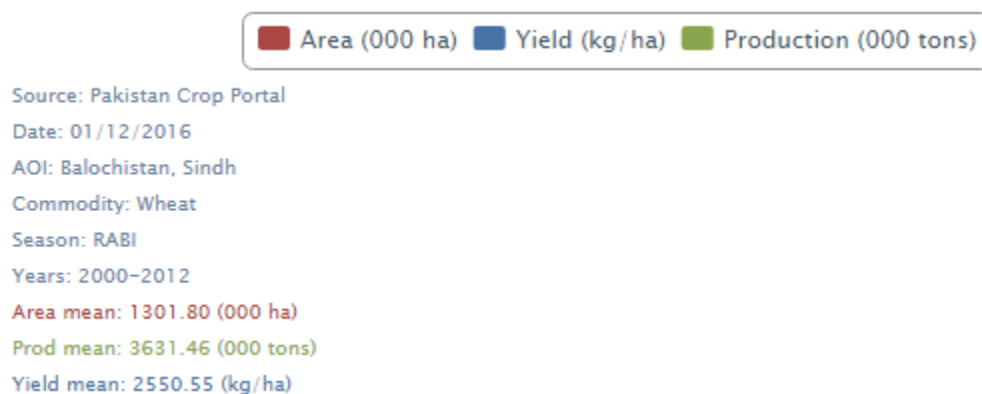 Area (000 ha) Yield (kg/ha) Production (000 tons)
Source: Pakistan Crop Portal
Date: 01/12/2016
AOI: Balochistan, Sindh
Commodity: Wheat
Season: RABI
Years: 2000-2012
Area mean: 1301.80 (000 ha)
Prod mean: 3631.46 (000 tons)
Yield mean: 2550.55 (kg/ha)